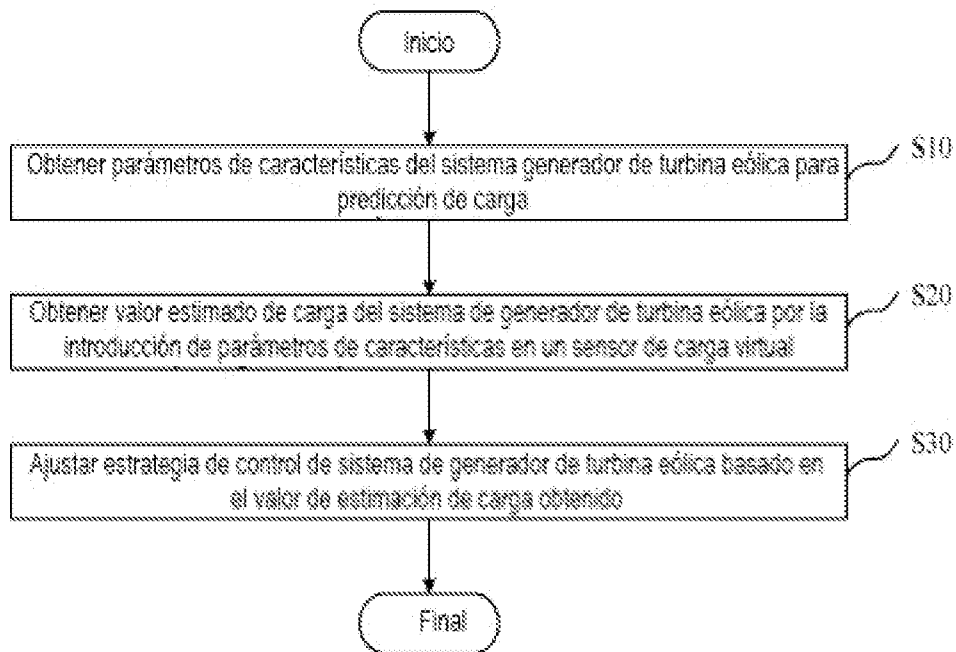 Inicio
Obtener parámetros de características del sistema generador de turbina eólica para
predicción de carga
S10
Obtener valor estimado de carga del sistema de generador de turbina eólica por la
introducción de parámetros de características en un sensor de carga virtual
S20
Ajustar estrategia de control de sistema de generador de turbina eólica basado en
el valor de estimación de carga obtenido
S30
Final